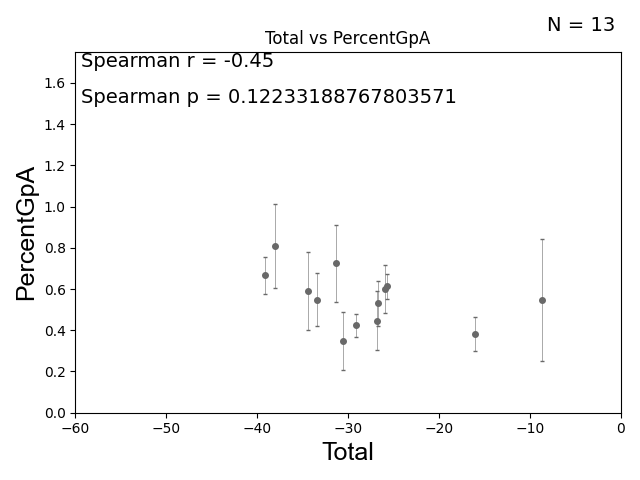 N = 13
Total vs PercentGpA
Spearman r = -0.45
Spearman p = 0.12233188767803571
PercentGpA
1.6
1.4
1.2
1.0
0.8
0.6
0.4
0.2
0.0
−60 −50 −40 −30 −20 −10 0
Total